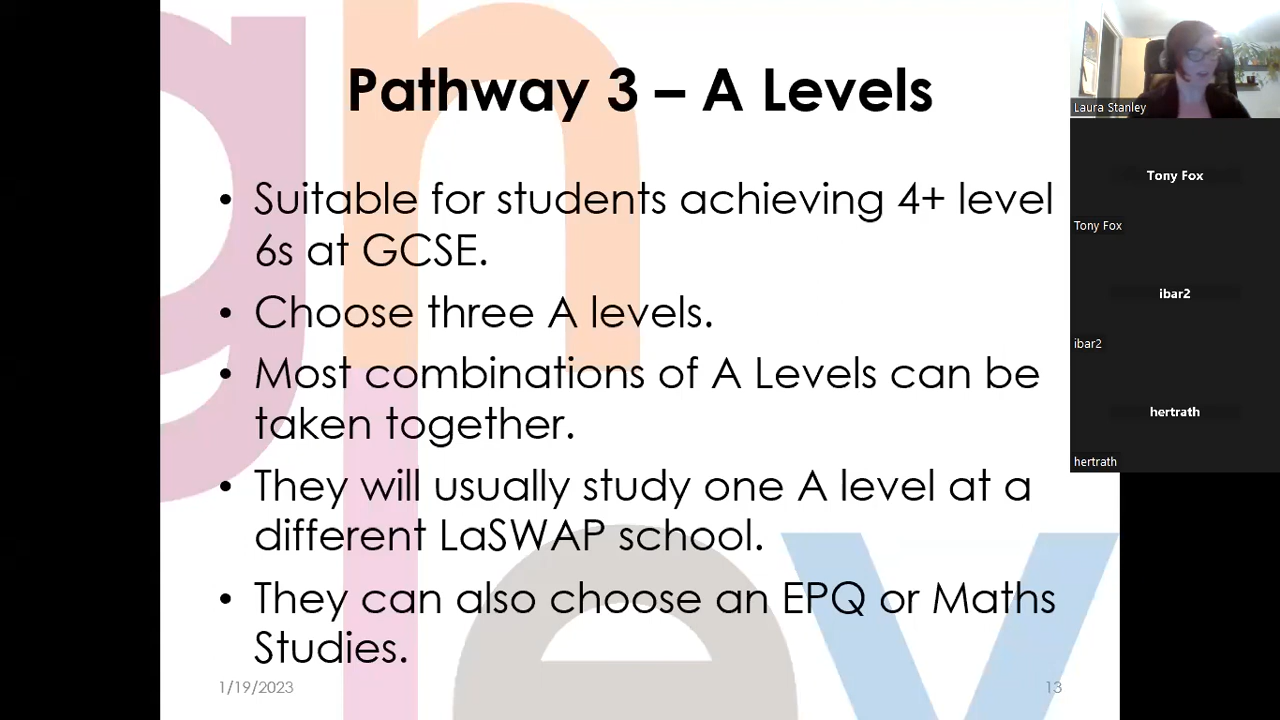 Pathway 3 – A Levels
• Suitable for students achieving 4+ level
6s at GCSE.
• Choose three A levels.
• Most combinations of A Levels can be
taken together.
• They will usually study one A level at a
different LaSWAP school.
• They can also choose an EPQ or Maths
Studies.
1/19/2023
13
Laura Stanley
Tony Fox
Tony Fox
ibar2
ibar2
hertrath
hertrath